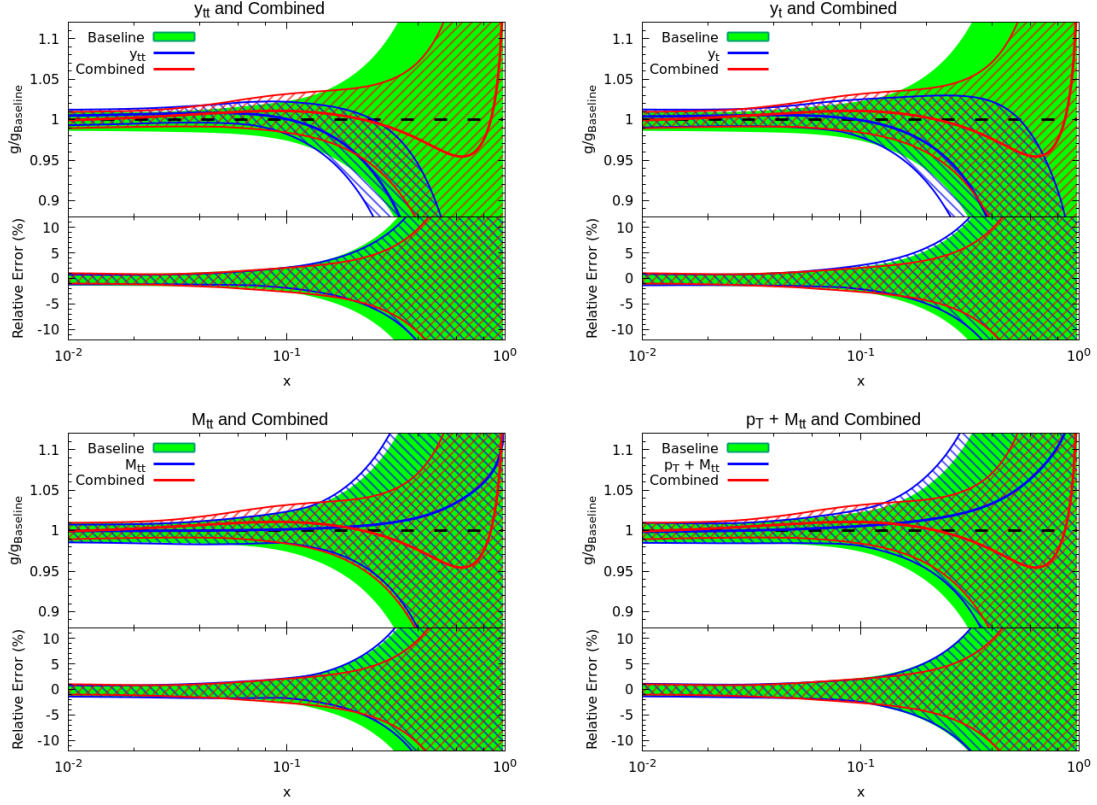 y_tt and Combined
Baseline
y_tt
Combined
g/g_Baseline
1.1
1.05
1
0.95
0.9
Relative Error (%)
10
5
0
-5
-10
10^-2
10^-1
10^0
x
y_t and Combined
Baseline
y_t
Combined
g/g_Baseline
1.1
1.05
1
0.95
0.9
Relative Error (%)
10
5
0
-5
-10
10^-2
10^-1
10^0
x
M_tt and Combined
Baseline
M_tt
Combined
g/g_Baseline
1.1
1.05
1
0.95
0.9
Relative Error (%)
10
5
0
-5
-10
10^-2
10^-1
10^0
x
p_T + M_tt and Combined
Baseline
p_T + M_tt
Combined
g/g_Baseline
1.1
1.05
1
0.95
0.9
Relative Error (%)
10
5
0
-5
-10
10^-2
10^-1
10^0
x